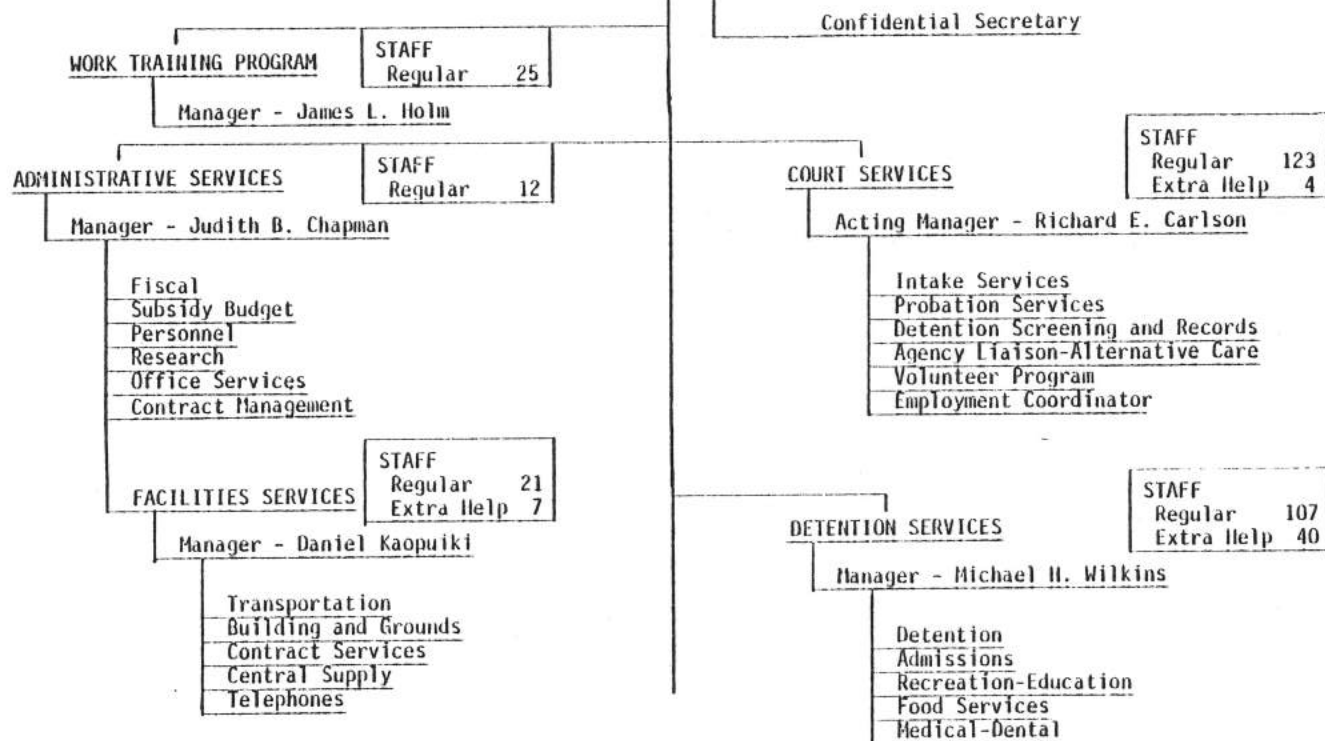 Confidential Secretary
WORK TRAINING PROGRAM
STAFF
Regular 25
Manager - James L. Holm
ADMINISTRATIVE SERVICES
STAFF
Regular 12
Manager - Judith B. Chapman
Fiscal
Subsidy Budget
Personnel
Research
Office Services
Contract Management
FACILITIES SERVICES
STAFF
Regular 21
Extra Help 7
Manager - Daniel Kaopuiki
Transportation
Building and Grounds
Contract Services
Central Supply
Telephones
COURT SERVICES
STAFF
Regular 123
Extra Help 4
Acting Manager - Richard E. Carlson
Intake Services
Probation Services
Detention Screening and Records
Agency Liaison-Alternative Care
Volunteer Program
Employment Coordinator
DETENTION SERVICES
STAFF
Regular 107
Extra Help 40
Manager - Michael H. Wilkins
Detention
Admissions
Recreation-Education
Food Services
Medical-Dental